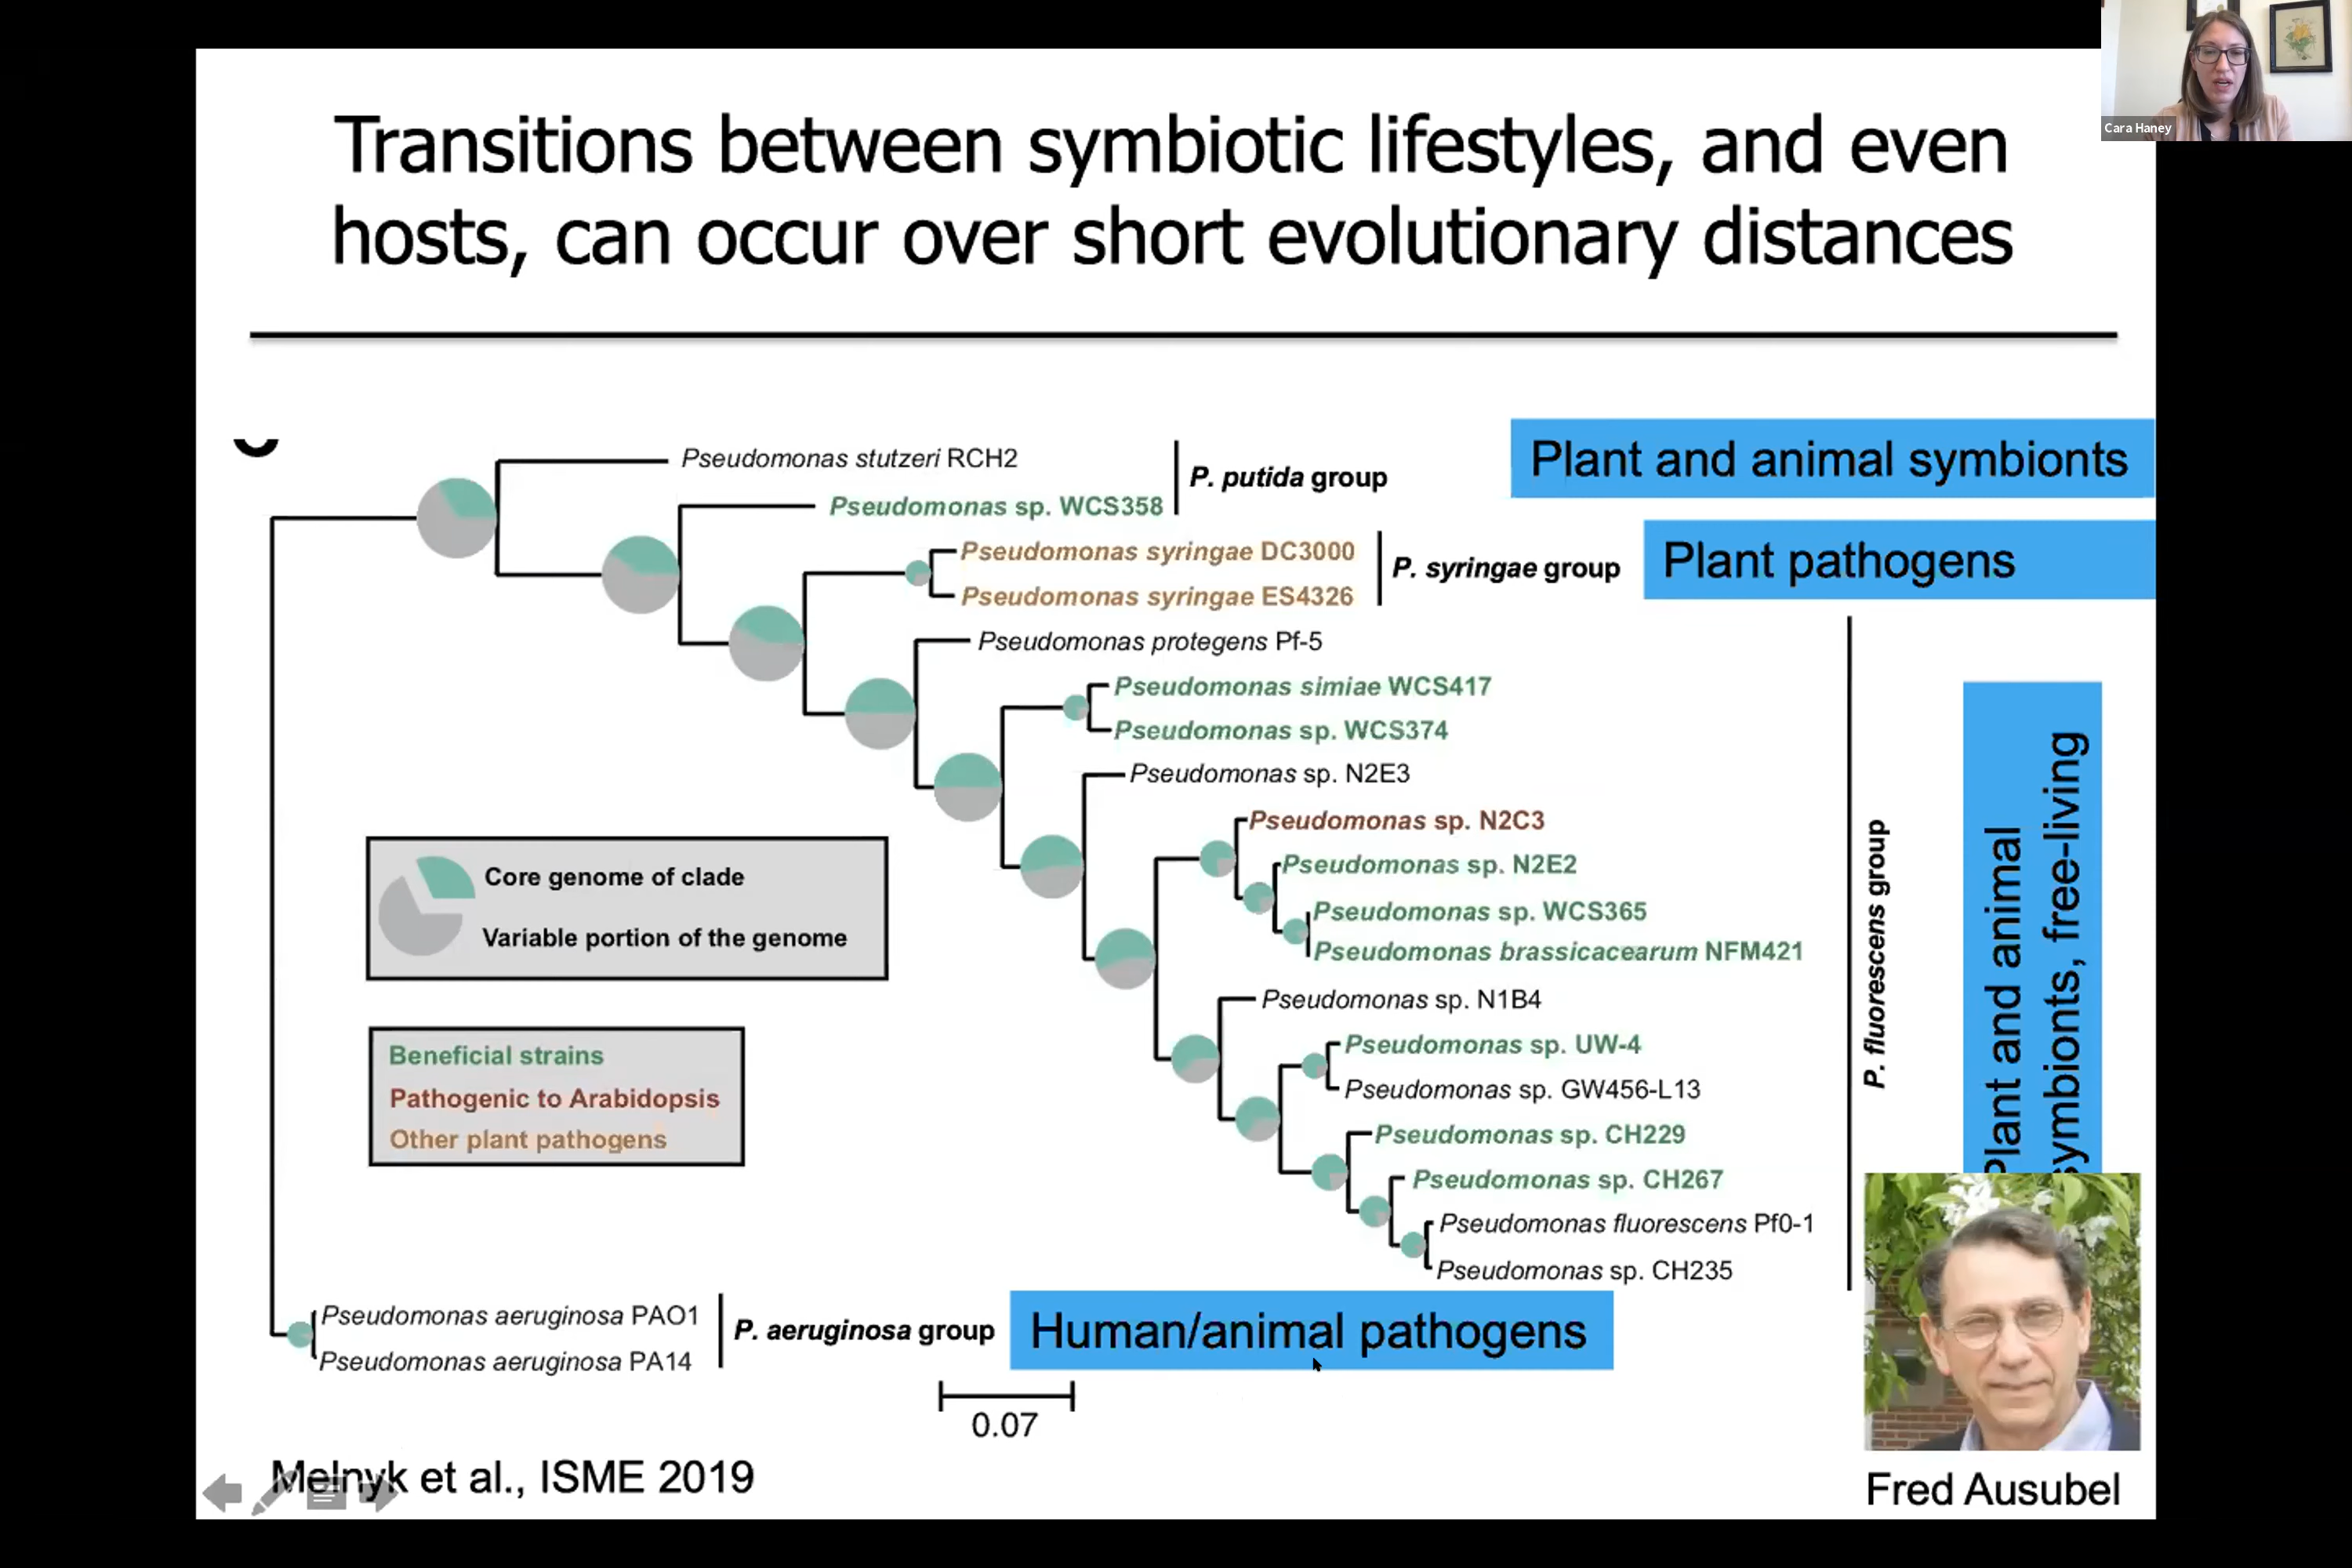 Cara Haney
Transitions between symbiotic lifestyles, and even
hosts, can occur over short evolutionary distances
Pseudomonas stutzeri RCH2
P. putida group
Plant and animal symbionts
Pseudomonas sp. WCS358
Pseudomonas syringae DC3000
P. syringae group
Plant pathogens
Pseudomonas syringae ES4326
Pseudomonas protegens Pf-5
Pseudomonas simiae WCS417
Pseudomonas sp. WCS374
Pseudomonas sp. N2E3
Pseudomonas sp. N2C3
Pseudomonas sp. N2E2
Pseudomonas sp. WCS365
Pseudomonas brassicacearum NFM421
Pseudomonas sp. N1B4
Pseudomonas sp. UW-4
Pseudomonas sp. GW456-L13
Pseudomonas sp. CH229
Pseudomonas sp. CH267
Pseudomonas fluorescens Pf0-1
Pseudomonas sp. CH235
P. fluorescens group
Plant and animal
symbionts, free-living
Core genome of clade
Variable portion of the genome
Beneficial strains
Pathogenic to Arabidopsis
Other plant pathogens
Pseudomonas aeruginosa PAO1
Pseudomonas aeruginosa PA14
P. aeruginosa group
Human/animal pathogens
0.07
Melnyk et al., ISME 2019
Fred Ausubel